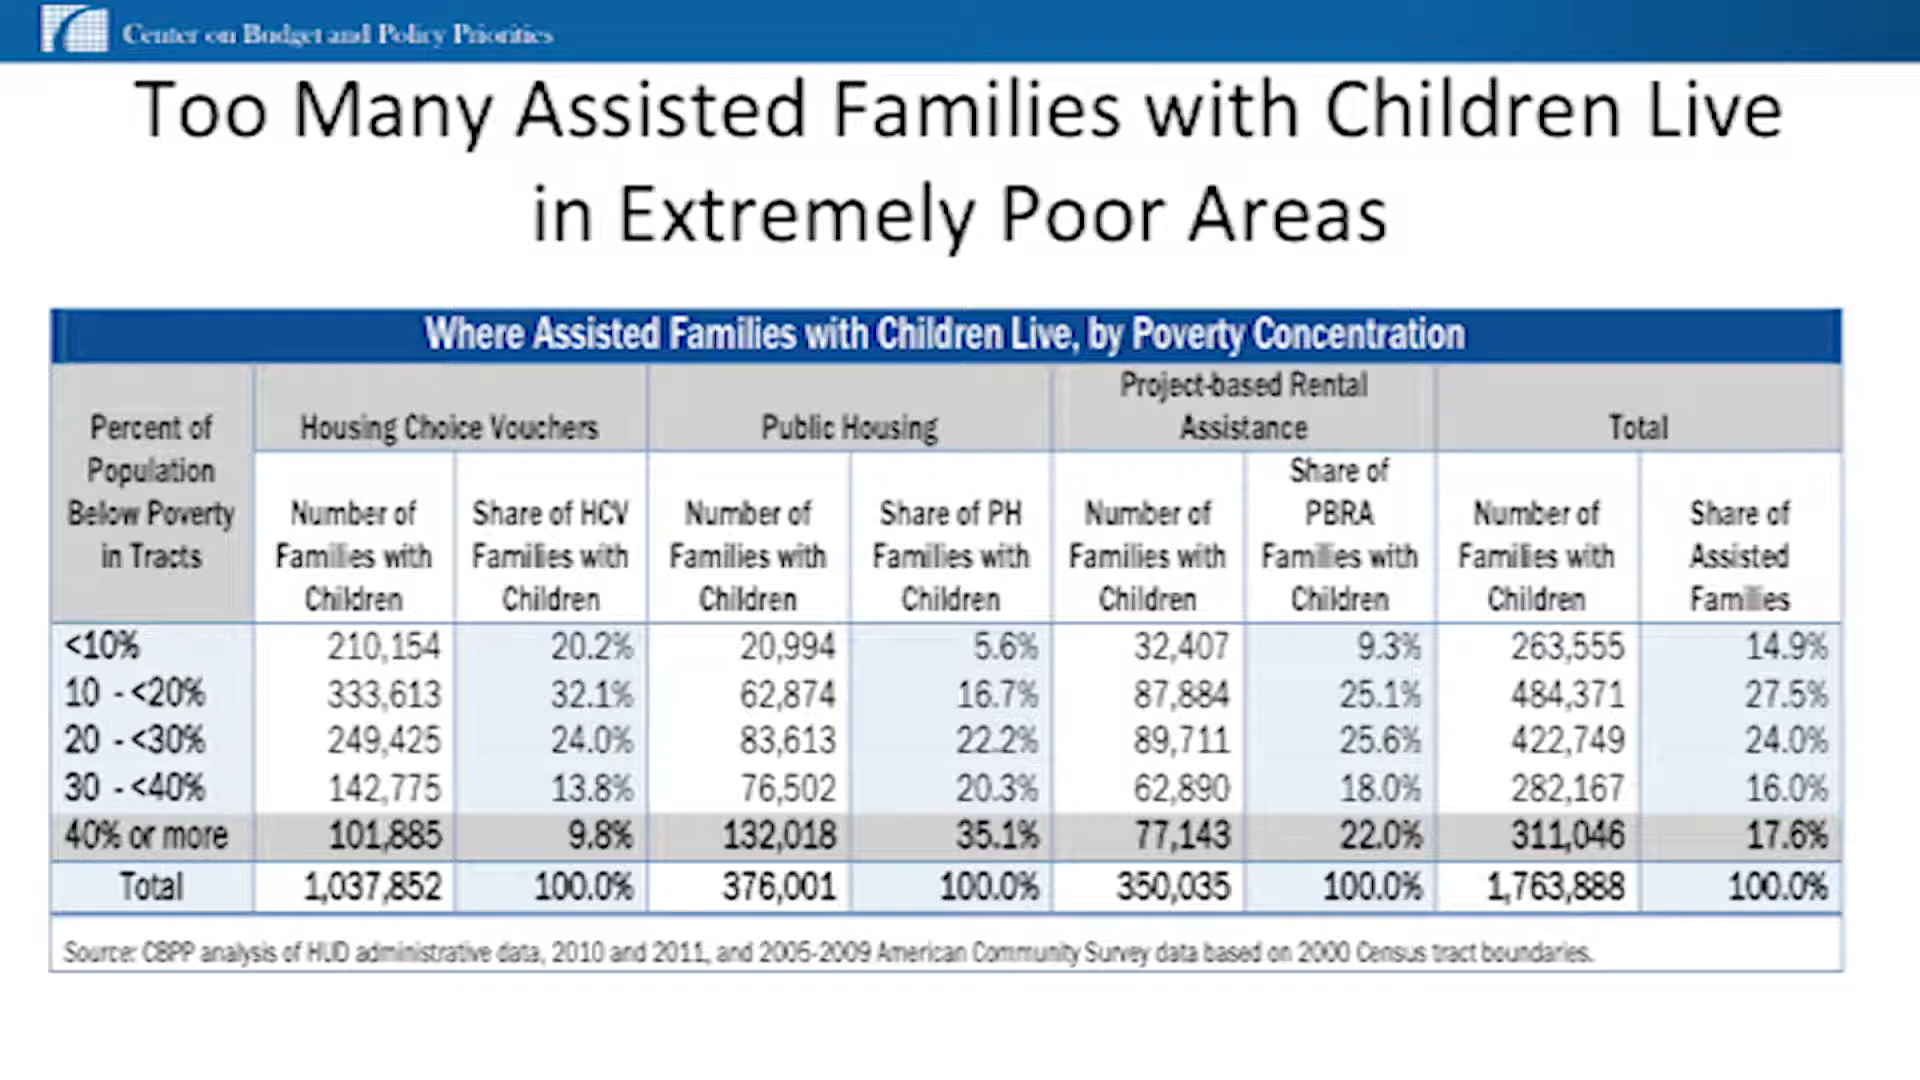 Center on Budget and Policy Priorities
Too Many Assisted Families with Children Live
in Extremely Poor Areas
Where Assisted Families with Children Live, by Poverty Concentration
Percent of
Population
Below Poverty
in Tracts
Housing Choice Vouchers
Public Housing
Project-based Rental
Assistance
Total
Number of
Families with
Children
Share of HCV
Families with
Children
Number of
Families with
Children
Share of PH
Families with
Children
Number of
Families with
Children
Share of
PBRA
Families with
Children
Number of
Families with
Children
Share of
Assisted
Families
<10% 210,154 20.2% 20,994 5.6% 32,407 9.3% 263,555 14.9%
10 - <20% 333,613 32.1% 62,874 16.7% 87,884 25.1% 484,371 27.5%
20 - <30% 249,425 24.0% 83,613 22.2% 89,711 25.6% 422,749 24.0%
30 - <40% 142,775 13.8% 76,502 20.3% 62,890 18.0% 282,167 16.0%
40% or more 101,885 9.8% 132,018 35.1% 77,143 22.0% 311,046 17.6%
Total 1,037,852 100.0% 376,001 100.0% 350,035 100.0% 1,763,888 100.0%
Source: CBPP analysis of HUD administrative data, 2010 and 2011, and 2005-2009 American Community Survey data based on 2000 Census tract boundaries.